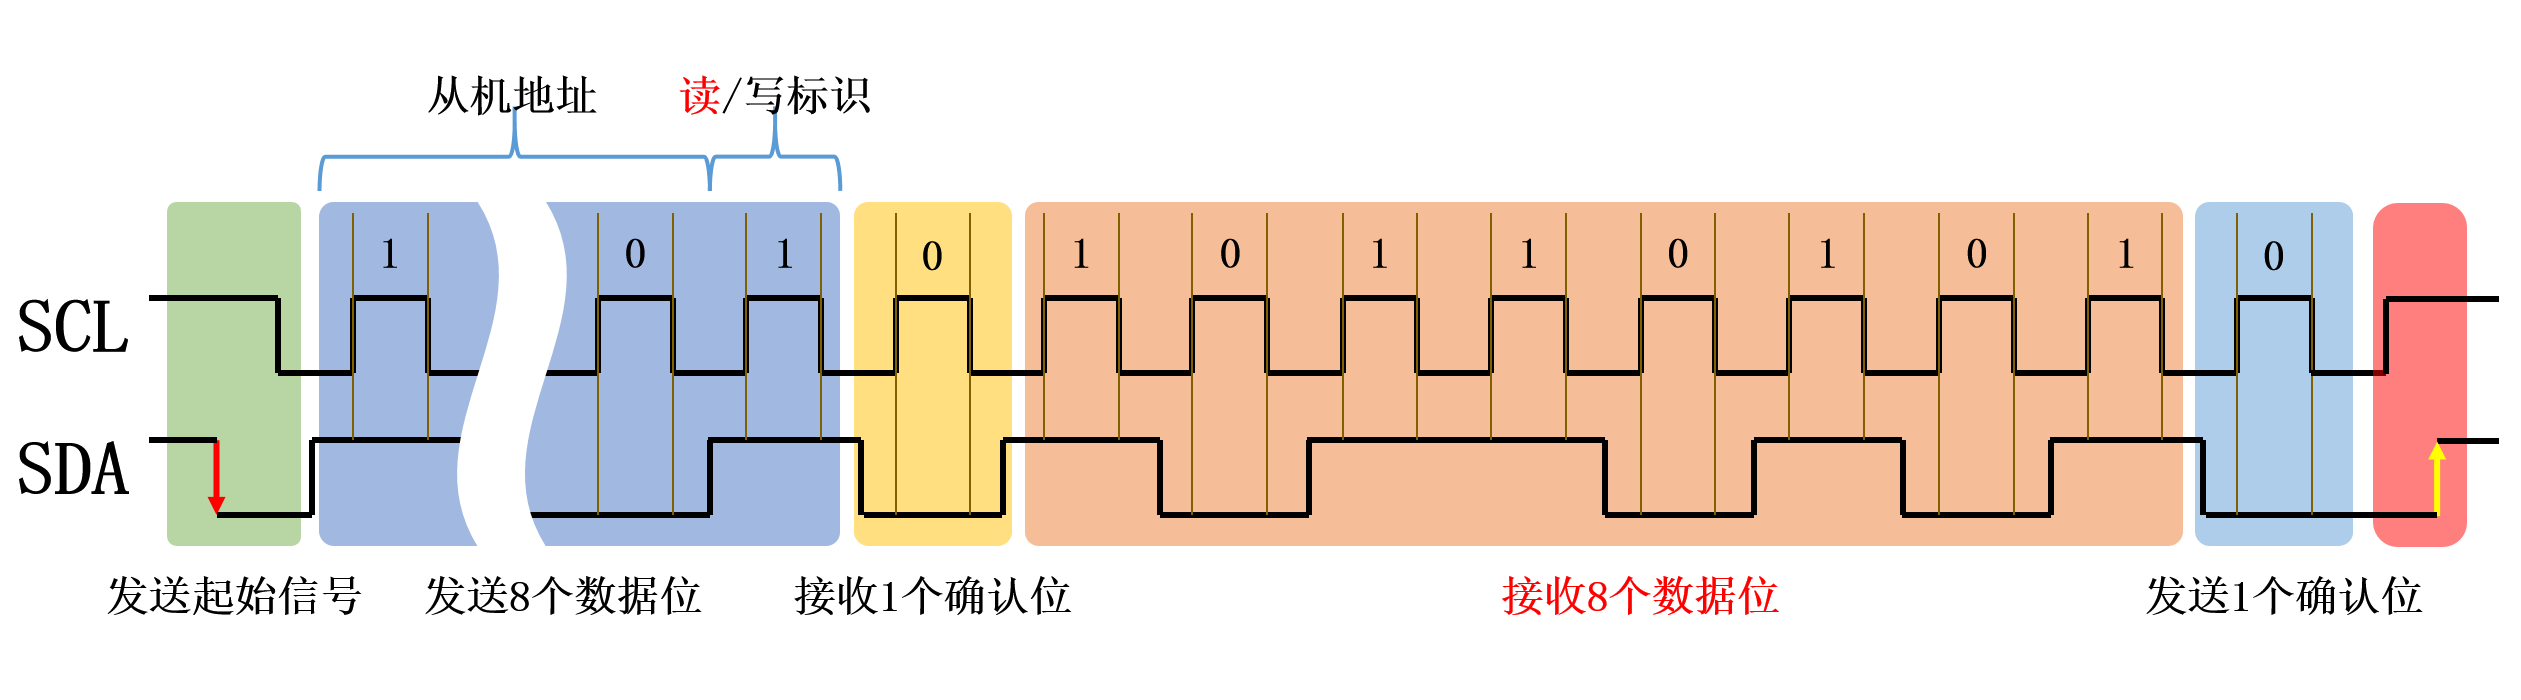 从机地址 读/写标识
1 0 1 0 1 0 1 1 0 1 0 1 0
SCL
SDA
发送起始信号 发送8个数据位 接收1个确认位 接收8个数据位 发送1个确认位